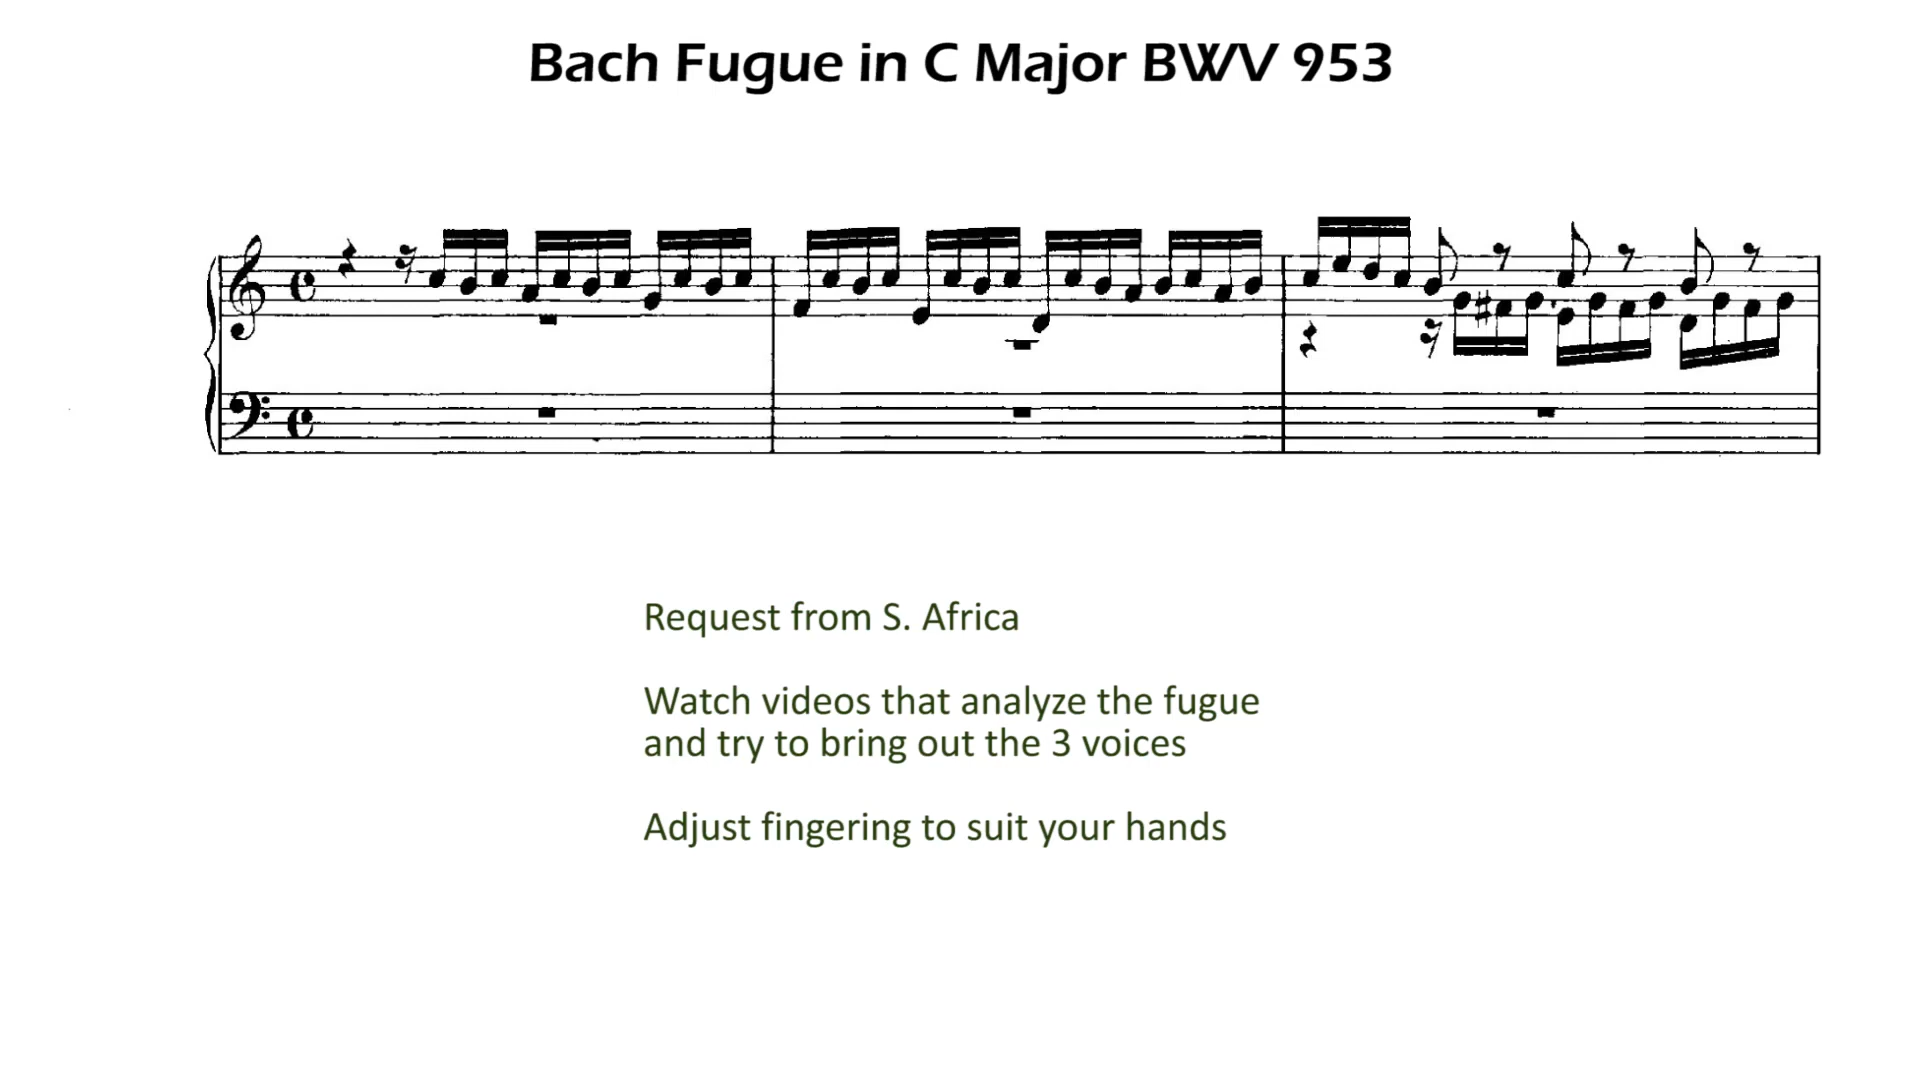 Bach Fugue in C Major BWV 953
Request from S. Africa
Watch videos that analyze the fugue
and try to bring out the 3 voices
Adjust fingering to suit your hands